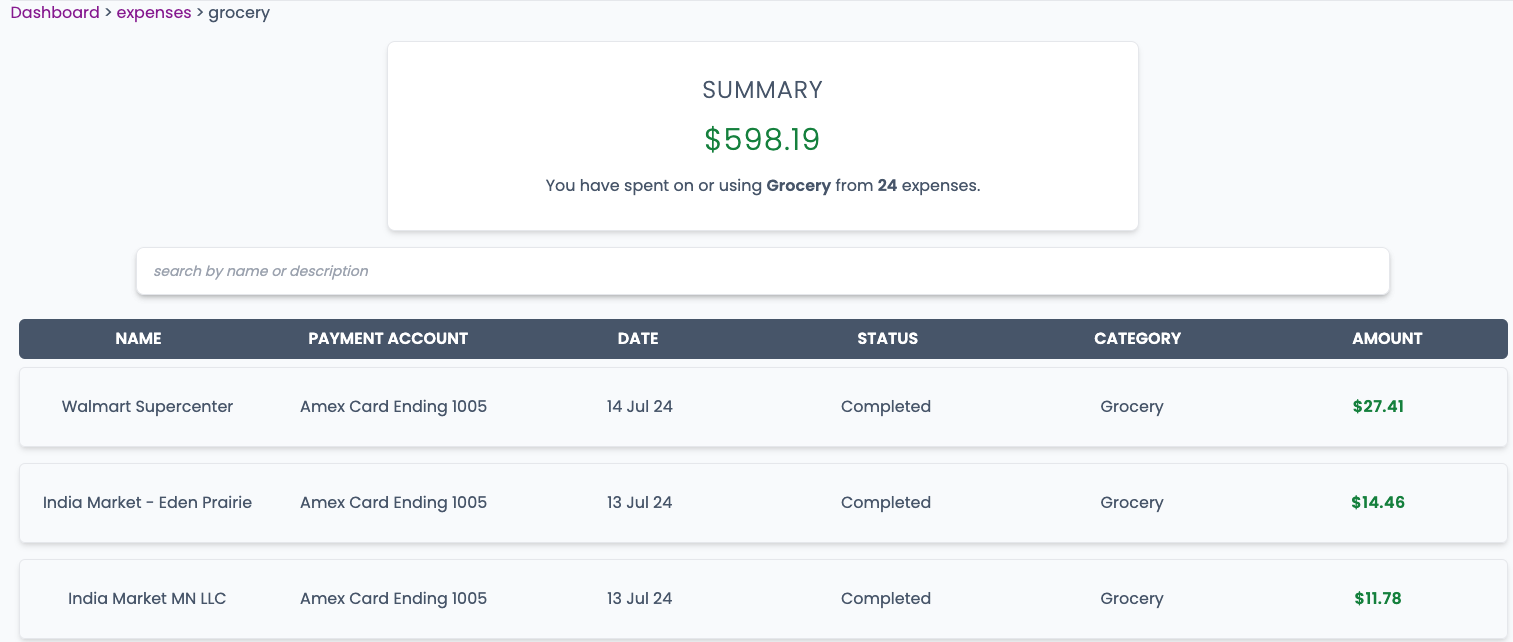 Dashboard > expenses > grocery
SUMMARY
$598.19
You have spent on or using Grocery from 24 expenses.
search by name or description
NAME PAYMENT ACCOUNT DATE STATUS CATEGORY AMOUNT
Walmart Supercenter Amex Card Ending 1005 14 Jul 24 Completed Grocery $27.41
India Market - Eden Prairie Amex Card Ending 1005 13 Jul 24 Completed Grocery $14.46
India Market MN LLC Amex Card Ending 1005 13 Jul 24 Completed Grocery $11.78